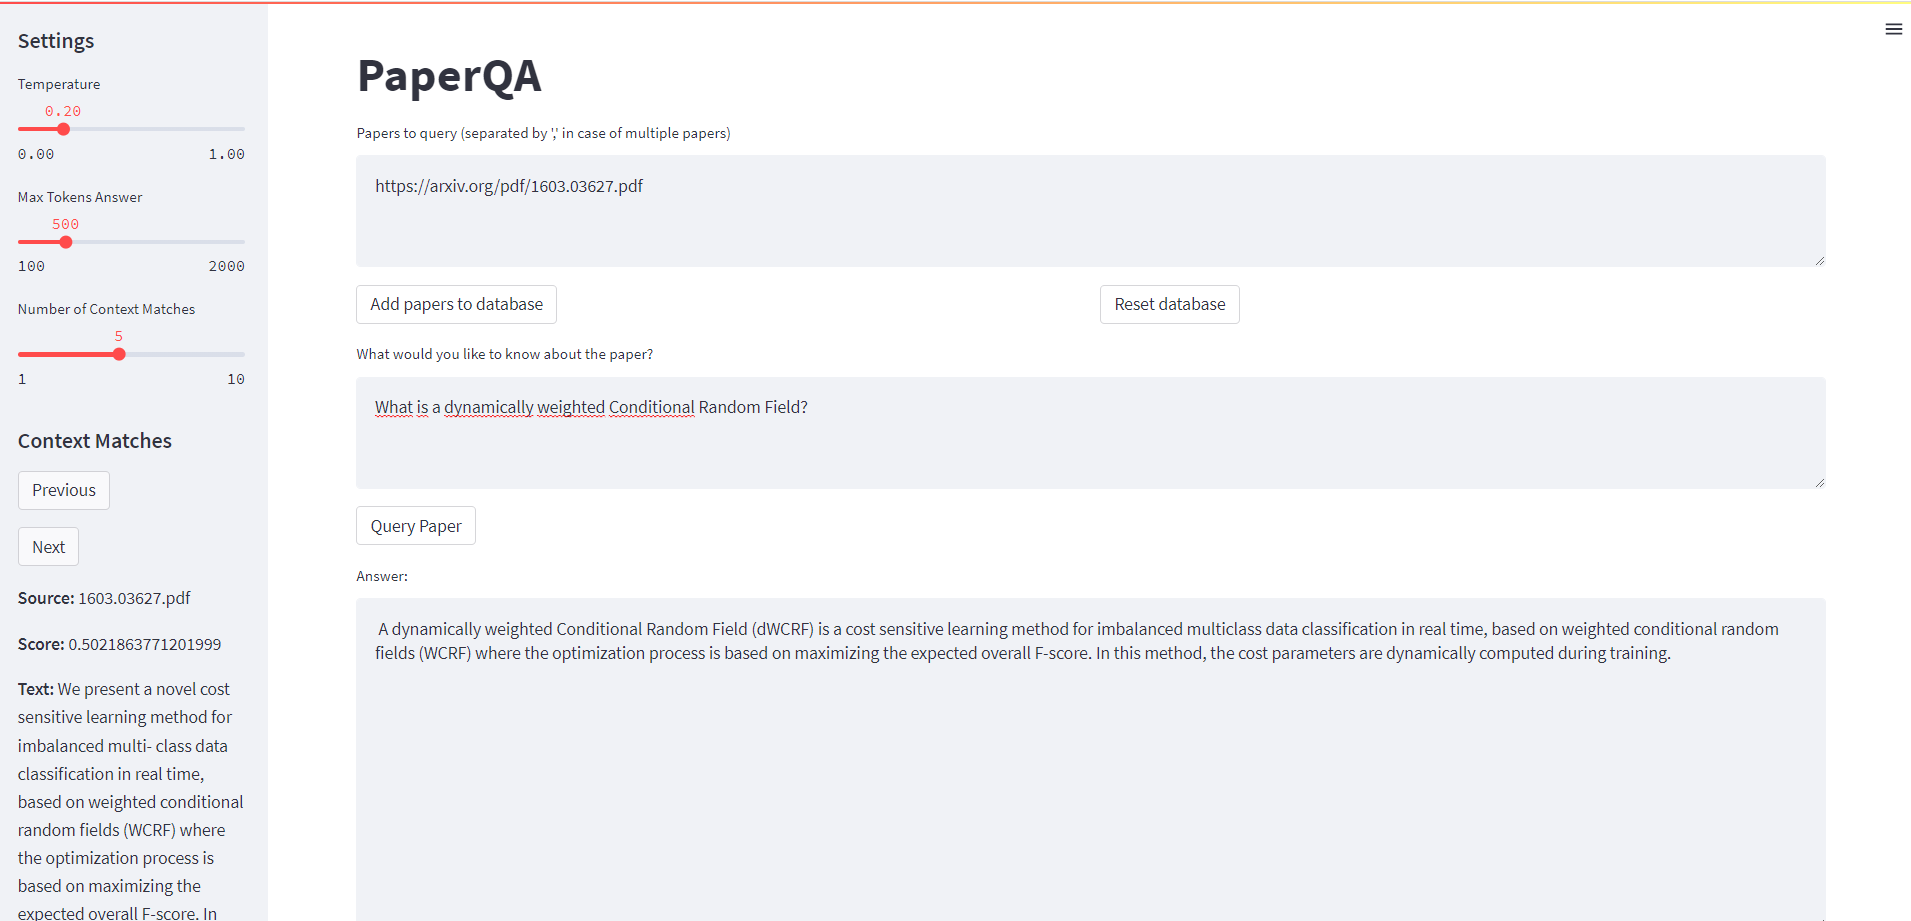 Settings
Temperature
0.20
0.00 1.00
Max Tokens Answer
500
100 2000
Number of Context Matches
5
1 10
Context Matches
Previous
Next
Source: 1603.03627.pdf
Score: 0.5021863771201999
Text: We present a novel cost
sensitive learning method for
imbalanced multi- class data
classification in real time,
based on weighted conditional
random fields (WCRF) where
the optimization process is
based on maximizing the
expected overall F-score. In
PaperQA
Papers to query (separated by ',' in case of multiple papers)
https://arxiv.org/pdf/1603.03627.pdf
Add papers to database
Reset database
What would you like to know about the paper?
What is a dynamically weighted Conditional Random Field?
Query Paper
Answer:
A dynamically weighted Conditional Random Field (dWCRF) is a cost sensitive learning method for imbalanced multiclass data classification in real time, based on weighted conditional random
fields (WCRF) where the optimization process is based on maximizing the expected overall F-score. In this method, the cost parameters are dynamically computed during training.